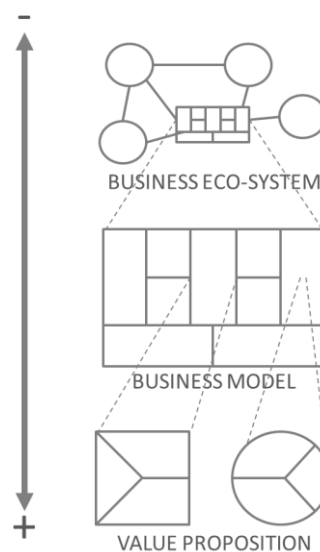 -
BUSINESS ECO-SYSTEM
BUSINESS MODEL
+
VALUE PROPOSITION